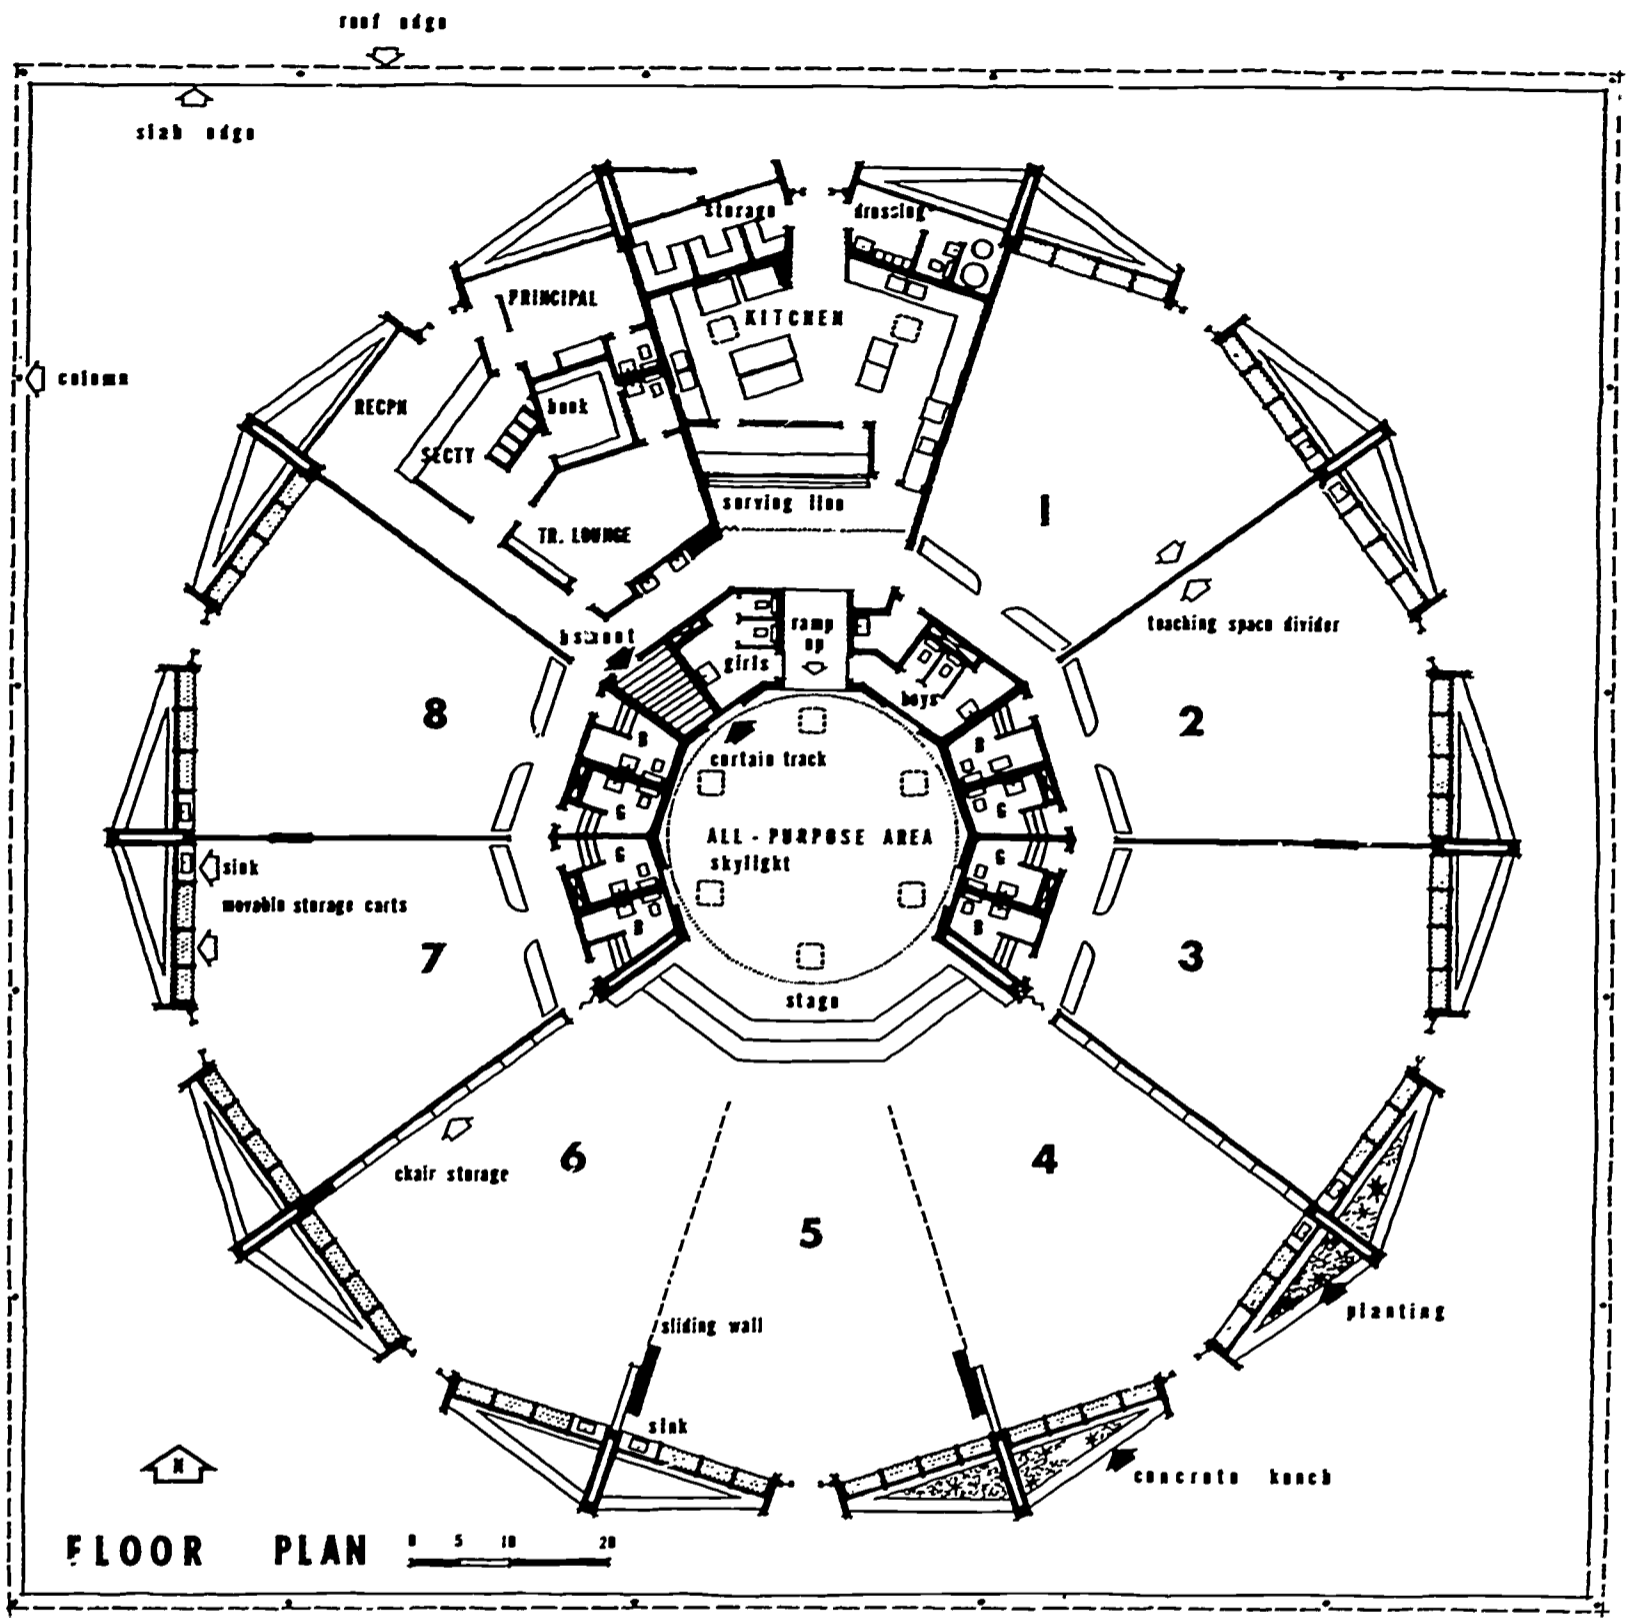 roof edge
slab edge
storage
dressing
PRINCIPAL
KITCHEN
column
RECPN
book
SECTY
serving line
1
TR. LOUNGE
teaching space divider
ramp
up
bsmont
girls
boys
8
2
B
B
curtain track
G
G
ALL-PURPOSE AREA
skylight
G
G
sink
movable storage carts
B
B
7
3
stage
6
4
chair storage
5
sliding wall
planting
sink
concrete bench
N
FLOOR PLAN
0 5 10 20